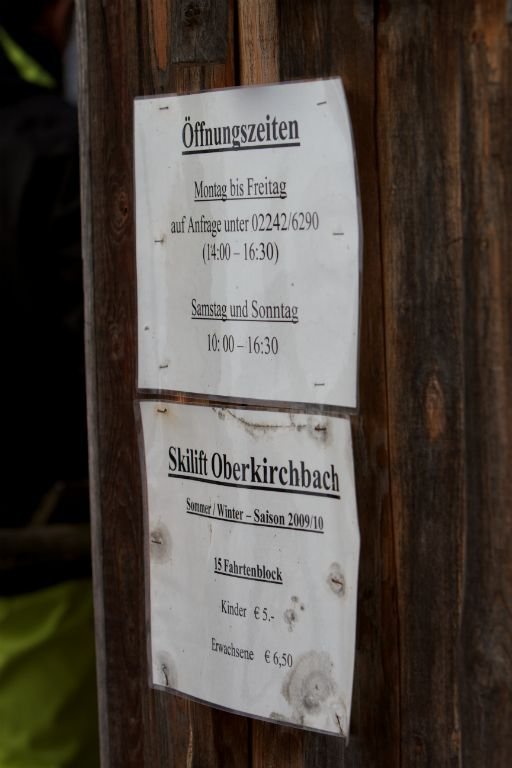 Öffnungszeiten
Montag bis Freitag
auf Anfrage unter 02242/6290
(14:00 – 16:30)
Samstag und Sonntag
10: 00 – 16:30
Skilift Oberkirchbach
Sommer / Winter – Saison 2009/10
15 Fahrtenblock
Kinder € 5,-
Erwachsene € 6,50